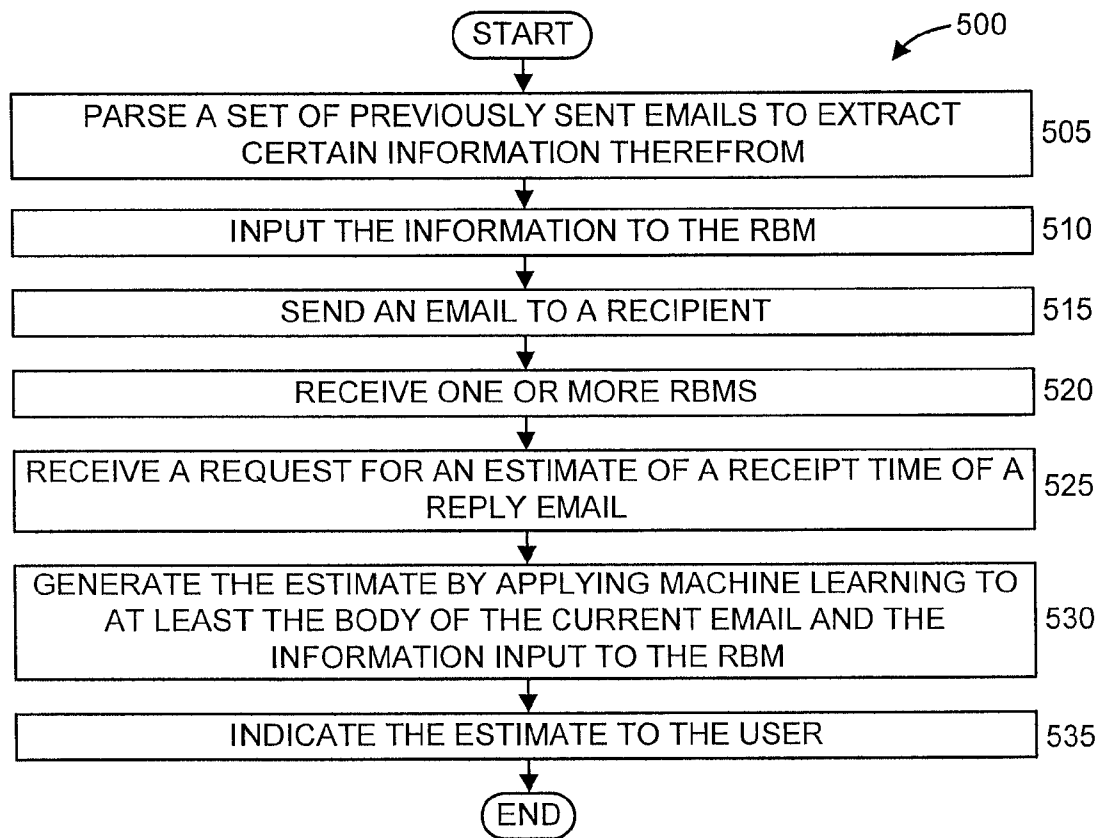 START
500
PARSE A SET OF PREVIOUSLY SENT EMAILS TO EXTRACT
CERTAIN INFORMATION THEREFROM
505
INPUT THE INFORMATION TO THE RBM
510
SEND AN EMAIL TO A RECIPIENT
515
RECEIVE ONE OR MORE RBMS
520
RECEIVE A REQUEST FOR AN ESTIMATE OF A RECEIPT TIME OF A
REPLY EMAIL
525
GENERATE THE ESTIMATE BY APPLYING MACHINE LEARNING TO
AT LEAST THE BODY OF THE CURRENT EMAIL AND THE
INFORMATION INPUT TO THE RBM
530
INDICATE THE ESTIMATE TO THE USER
535
END